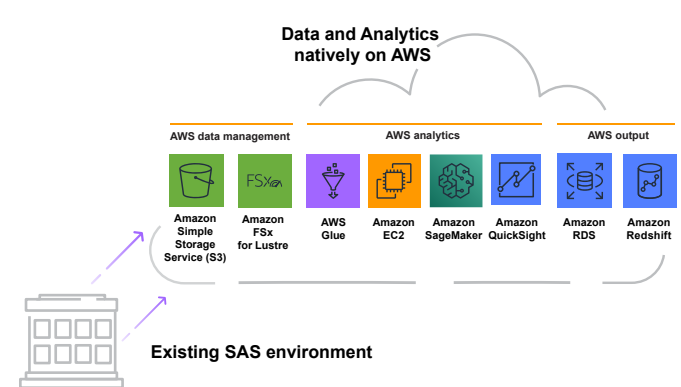 Data and Analytics
natively on AWS
AWS data management
AWS analytics
AWS output
FSx
Amazon
Simple
Storage
Service (S3)
Amazon
FSx
for Lustre
AWS
Glue
Amazon
EC2
Amazon
SageMaker
Amazon
QuickSight
Amazon
RDS
Amazon
Redshift
Existing SAS environment